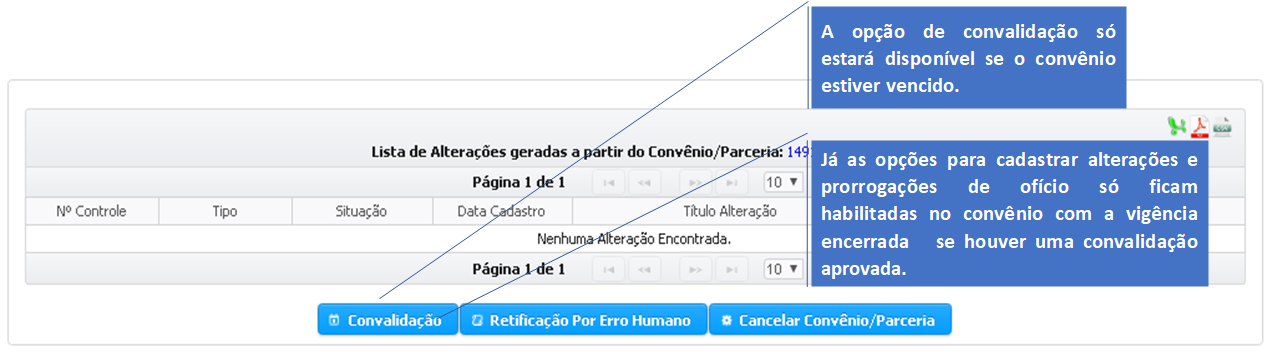 A opção de convalidação só
estará disponível se o convênio
estiver vencido.
Lista de Alterações geradas a partir do Convênio/Parceria: 149
Já as opções para cadastrar alterações e
prorrogações de ofício só ficam
habilitadas no convênio com a vigência
encerrada se houver uma convalidação
aprovada.
Página 1 de 1 10
Nº Controle Tipo Situação Data Cadastro Título Alteração
Nenhuma Alteração Encontrada.
Página 1 de 1 10
Convalidação Retificação Por Erro Humano Cancelar Convênio/Parceria